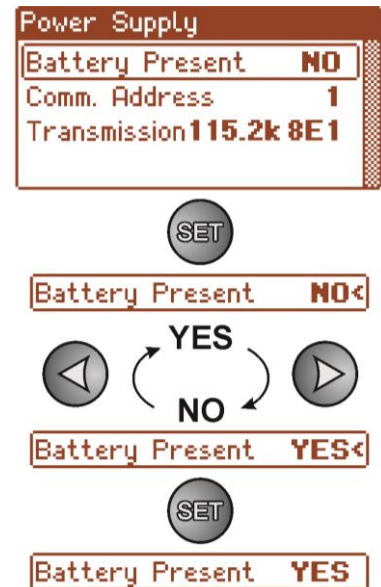 Power Supply
Battery Present NO
Comm. Address 1
Transmission 115.2k 8E1
SET
Battery Present NO<
YES
NO
Battery Present YES<
SET
Battery Present YES